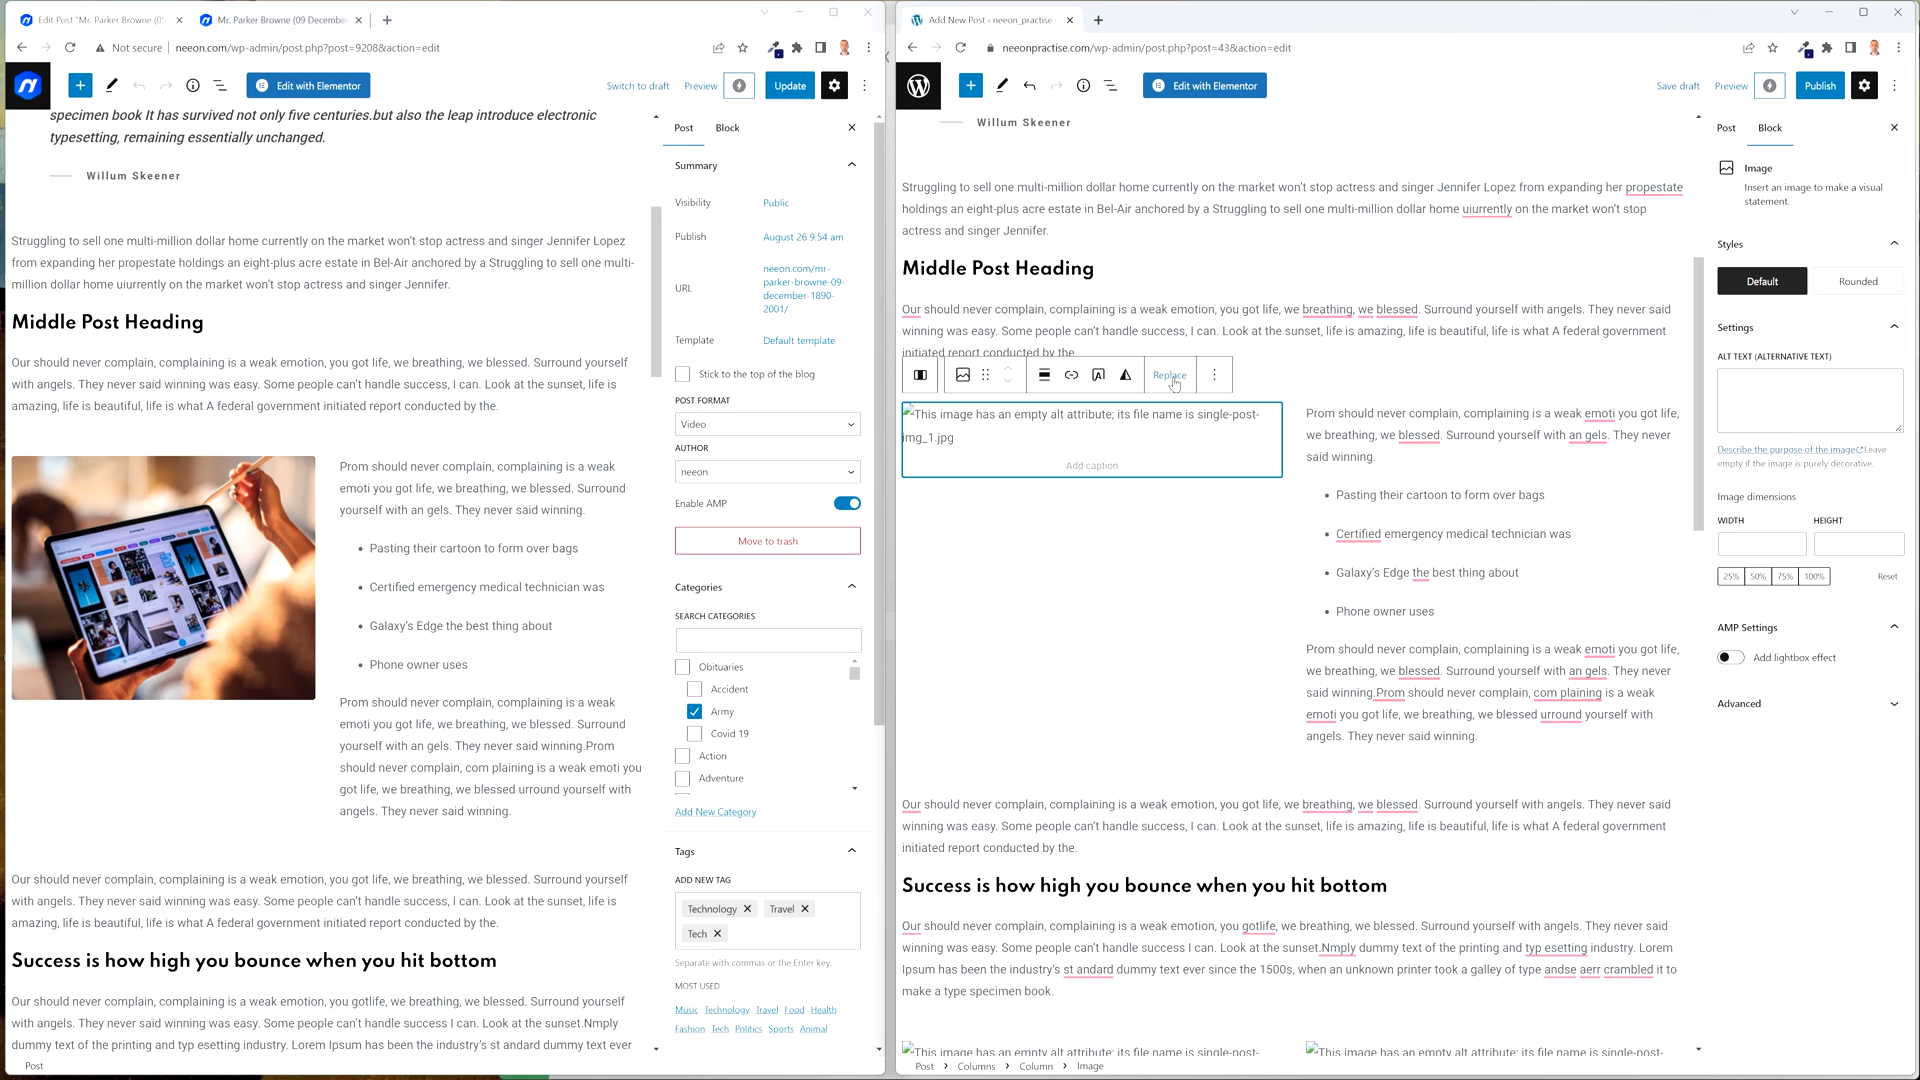 Edit Post "Mr. Parker Browne (09
Mr. Parker Browne (09 December
Not secure
neeon.com/wp-admin/post.php?post=9208&action=edit
Edit with Elementor
Switch to draft
Preview
Update
specimen book It has survived not only five centuries.but also the leap introduce electronic
typesetting, remaining essentially unchanged.
Willum Skeener
Struggling to sell one multi-million dollar home currently on the market won't stop actress and singer Jennifer Lopez
from expanding her propestate holdings an eight-plus acre estate in Bel-Air anchored by a Struggling to sell one multi-
million dollar home uiurrently on the market won't stop actress and singer Jennifer.
Middle Post Heading
Our should never complain, complaining is a weak emotion, you got life, we breathing, we blessed. Surround yourself
with angels. They never said winning was easy. Some people can't handle success, I can. Look at the sunset, life is
amazing, life is beautiful, life is what A federal government initiated report conducted by the.
Prom should never complain, complaining is a weak
emoti you got life, we breathing, we blessed. Surround
yourself with an gels. They never said winning.
• Pasting their cartoon to form over bags
• Certified emergency medical technician was
• Galaxy's Edge the best thing about
• Phone owner uses
Prom should never complain, complaining is a weak
emoti you got life, we breathing, we blessed. Surround
yourself with an gels. They never said winning.Prom
should never complain, com plaining is a weak emoti you
got life, we breathing, we blessed urround yourself with
angels. They never said winning.
Our should never complain, complaining is a weak emotion, you got life, we breathing, we blessed. Surround yourself
with angels. They never said winning was easy. Some people can't handle success, I can. Look at the sunset, life is
amazing, life is beautiful, life is what A federal government initiated report conducted by the.
Success is how high you bounce when you hit bottom
Our should never complain, complaining is a weak emotion, you gotlife, we breathing, we blessed. Surround yourself
with angels. They never said winning was easy. Some people can't handle success I can. Look at the sunset.Nmply
dummy text of the printing and typ esetting industry. Lorem Ipsum has been the industry's st andard dummy text ever
Post
Post
Block
Summary
Visibility
Public
Publish
August 26 9:54 am
URL
neeon.com/mr-
parker-browne-09-
december-1890-
2001/
Template
Default template
Stick to the top of the blog
POST FORMAT
Video
AUTHOR
neeon
Enable AMP
Move to trash
Categories
SEARCH CATEGORIES
Obituaries
Accident
Army
Covid 19
Action
Adventure
Add New Category
Tags
ADD NEW TAG
Technology
Travel
Tech
Separate with commas or the Enter key.
MOST USED
Music Technology Travel Food Health
Fashion Tech Politics Sports Animal
Add New Post ‹ neeon_practise
neeonpractise.com/wp-admin/post.php?post=43&action=edit
Edit with Elementor
Save draft
Preview
Publish
Willum Skeener
Struggling to sell one multi-million dollar home currently on the market won't stop actress and singer Jennifer Lopez from expanding her propestate
holdings an eight-plus acre estate in Bel-Air anchored by a Struggling to sell one multi-million dollar home uiurrently on the market won't stop
actress and singer Jennifer.
Middle Post Heading
Our should never complain, complaining is a weak emotion, you got life, we breathing, we blessed. Surround yourself with angels. They never said
winning was easy. Some people can't handle success, I can. Look at the sunset, life is amazing, life is beautiful, life is what A federal government
initiated report conducted by the.
Replace
This image has an empty alt attribute; its file name is single-post-
img_1.jpg
Add caption
Prom should never complain, complaining is a weak emoti you got life,
we breathing, we blessed. Surround yourself with an gels. They never
said winning.
• Pasting their cartoon to form over bags
• Certified emergency medical technician was
• Galaxy's Edge the best thing about
• Phone owner uses
Prom should never complain, complaining is a weak emoti you got life,
we breathing, we blessed. Surround yourself with an gels. They never
said winning.Prom should never complain, com plaining is a weak
emoti you got life, we breathing, we blessed urround yourself with
angels. They never said winning.
Our should never complain, complaining is a weak emotion, you got life, we breathing, we blessed. Surround yourself with angels. They never said
winning was easy. Some people can't handle success, I can. Look at the sunset, life is amazing, life is beautiful, life is what A federal government
initiated report conducted by the.
Success is how high you bounce when you hit bottom
Our should never complain, complaining is a weak emotion, you gotlife, we breathing, we blessed. Surround yourself with angels. They never said
winning was easy. Some people can't handle success I can. Look at the sunset.Nmply dummy text of the printing and typ esetting industry. Lorem
Ipsum has been the industry's st andard dummy text ever since the 1500s, when an unknown printer took a galley of type andse aerr crambled it to
make a type specimen book.
This image has an empty alt attribute; its file name is single-post-
This image has an empty alt attribute; its file name is single-post-
Post › Columns › Column › Image
Post
Block
Image
Insert an image to make a visual
statement.
Styles
Default
Rounded
Settings
ALT TEXT (ALTERNATIVE TEXT)
Describe the purpose of the image Leave
empty if the image is purely decorative.
Image dimensions
WIDTH
HEIGHT
25% 50% 75% 100%
Reset
AMP Settings
Add lightbox effect
Advanced